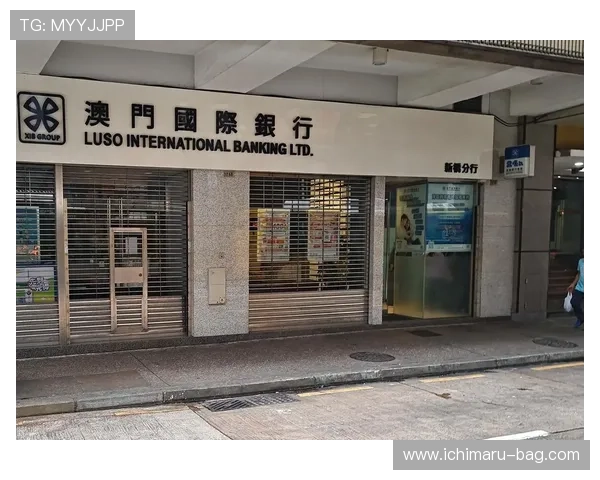 TG: MYYJJPP
澳門國際銀行
XIB GROUP
LUSO INTERNATIONAL BANKING LTD.
新橋分行
www.ichimaru-bag.com